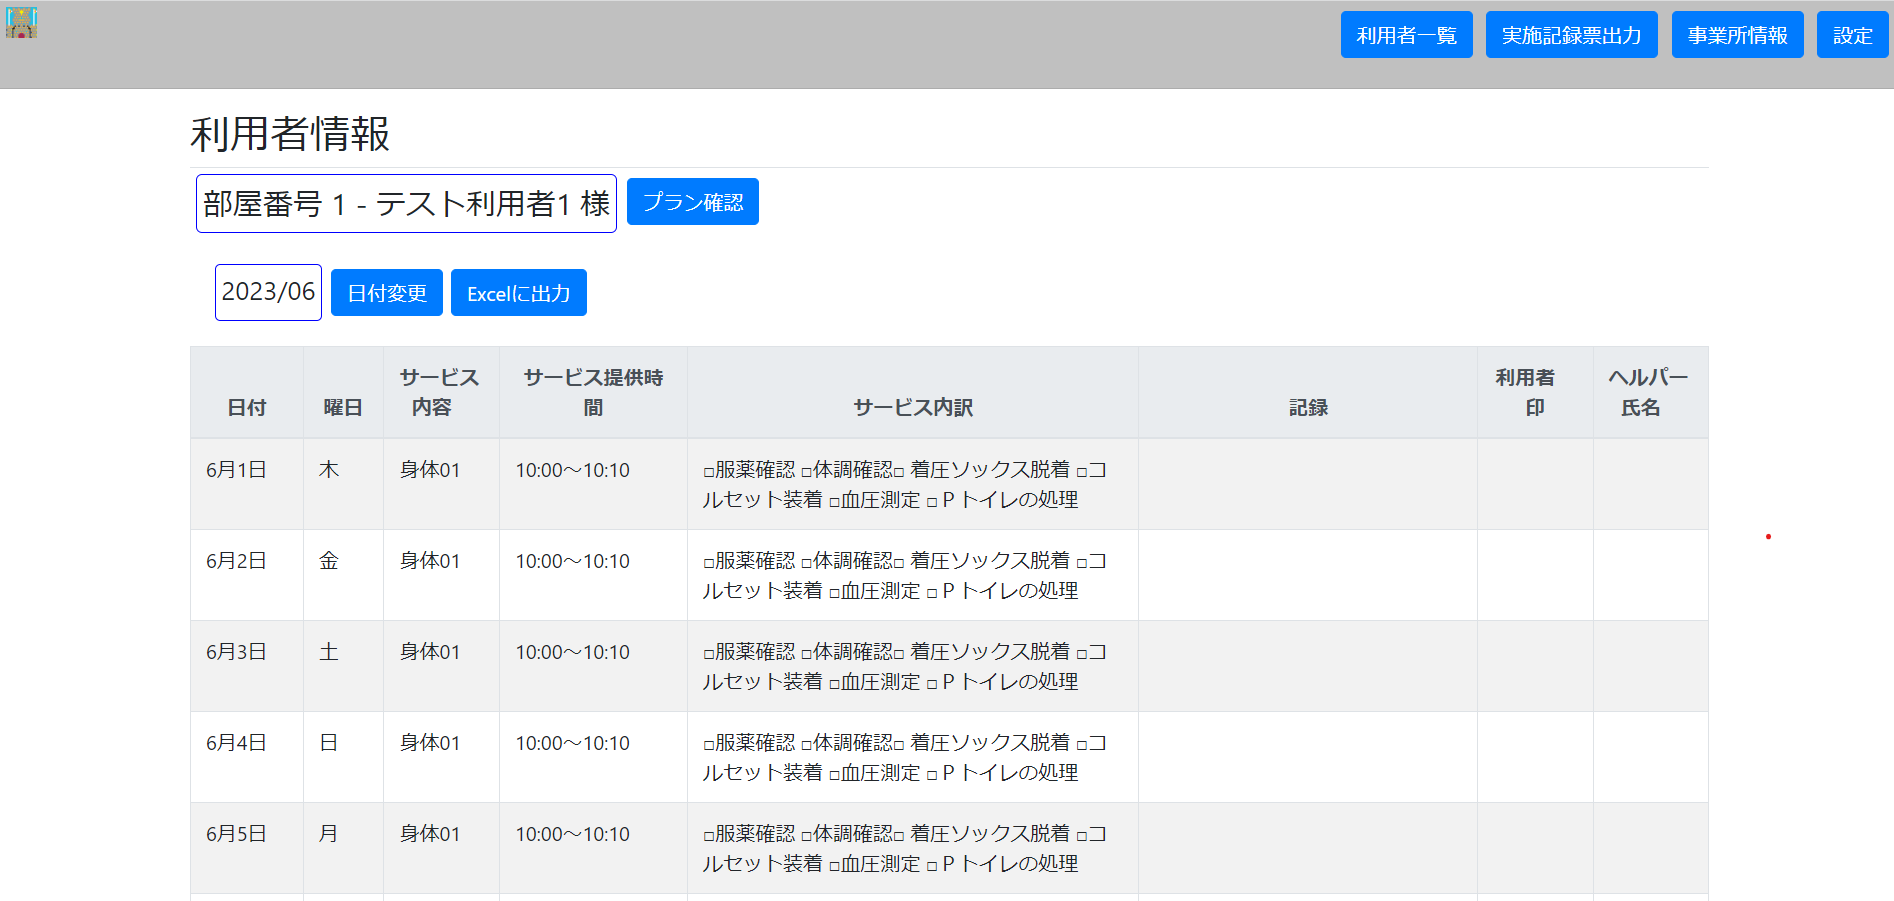 利用者一覧 実施記録票出力 事業所情報 設定
利用者情報
部屋番号 1 - テスト利用者1 様 プラン確認
2023/06 日付変更 Excelに出力
日付 曜日 サービス内容 サービス提供時間 サービス内訳 記録 利用者印 ヘルパー氏名
6月1日 木 身体01 10:00～10:10 □服薬確認 □体調確認□ 着圧ソックス脱着 □コ
ルセット装着 □血圧測定 □Ｐトイレの処理
6月2日 金 身体01 10:00～10:10 □服薬確認 □体調確認□ 着圧ソックス脱着 □コ
ルセット装着 □血圧測定 □Ｐトイレの処理
6月3日 土 身体01 10:00～10:10 □服薬確認 □体調確認□ 着圧ソックス脱着 □コ
ルセット装着 □血圧測定 □Ｐトイレの処理
6月4日 日 身体01 10:00～10:10 □服薬確認 □体調確認□ 着圧ソックス脱着 □コ
ルセット装着 □血圧測定 □Ｐトイレの処理
6月5日 月 身体01 10:00～10:10 □服薬確認 □体調確認□ 着圧ソックス脱着 □コ
ルセット装着 □血圧測定 □Ｐトイレの処理